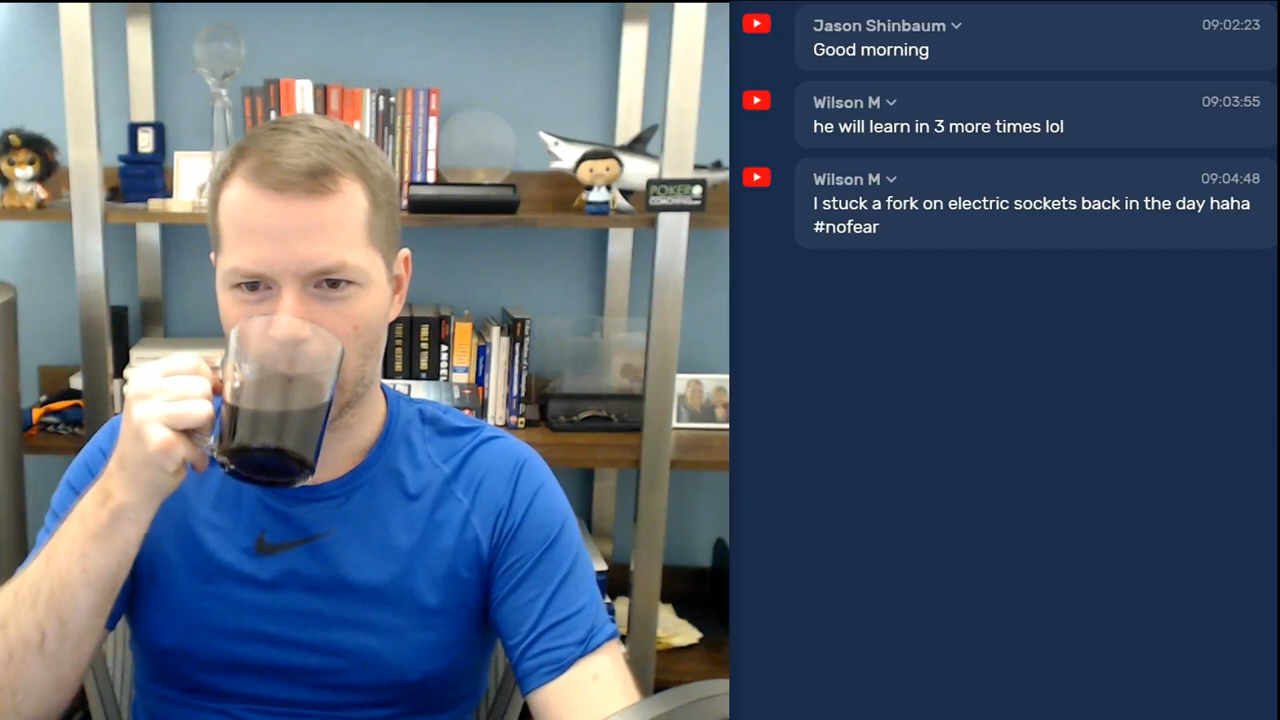 Jason Shinbaum
09:02:23
Good morning
Wilson M
09:03:55
he will learn in 3 more times lol
Wilson M
09:04:48
I stuck a fork on electric sockets back in the day haha
#nofear
POKER
COACHING